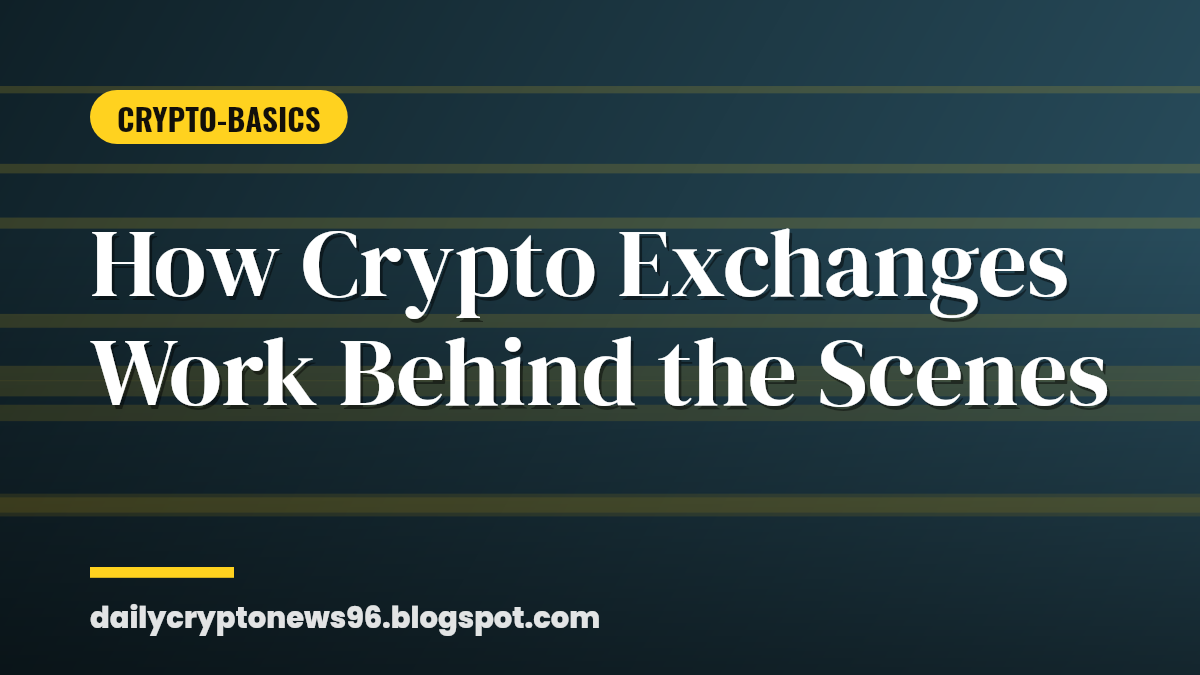 CRYPTO-BASICS
How Crypto Exchanges
Work Behind the Scenes
dailycryptonews96.blogspot.com